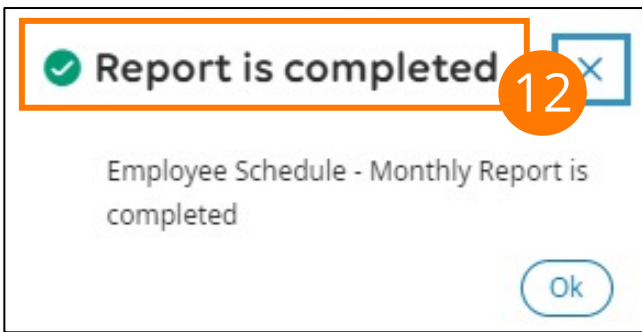 Report is completed
12
Employee Schedule - Monthly Report is
completed
Ok